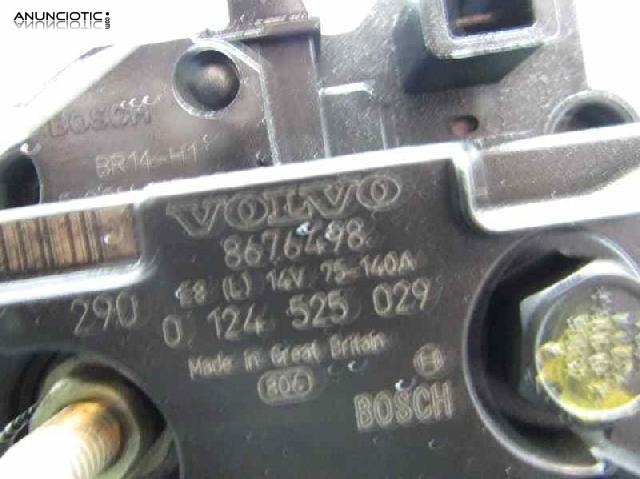 ANUNCIOTIC.com
BOSCH
BR14-H1
VOLVO
8676498
E8 (L) 14V 75-140A
290
0 124 525 029
Made in Great Britain
BOSCH